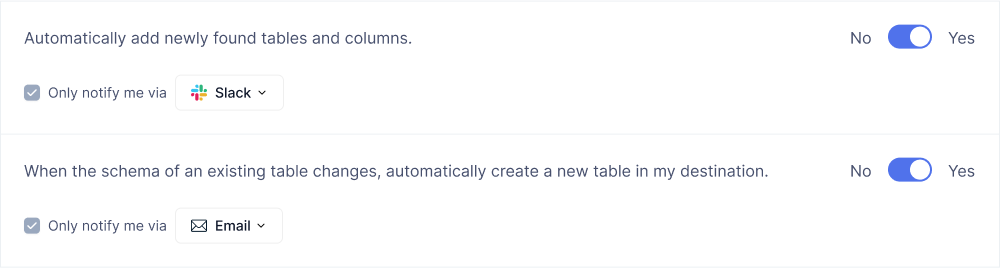 Automatically add newly found tables and columns.
No Yes
Only notify me via Slack
When the schema of an existing table changes, automatically create a new table in my destination.
No Yes
Only notify me via Email